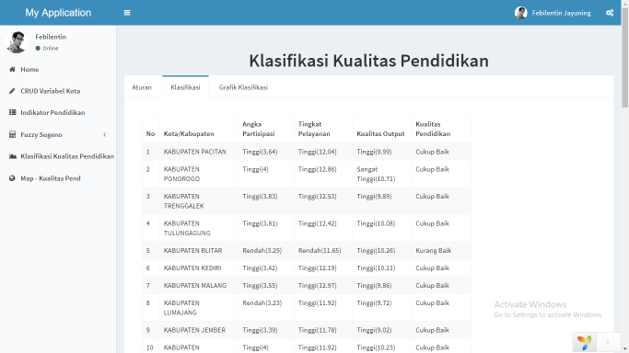 My Application
Febilentin Jayuning
Febilentin
Online
Home
CRUD Variabel Kota
Indikator Pendidikan
Fuzzy Sugeno
Klasifikasi Kualitas Pendidikan
Map - Kualitas Pend
Klasifikasi Kualitas Pendidikan
Aturan Klasifikasi Grafik Klasifikasi
No Kota/Kabupaten Angka Partisipasi Tingkat Pelayanan Kualitas Output Kualitas Pendidikan
1 KABUPATEN PACITAN Tinggi(3.64) Tinggi(12.04) Tinggi(9.99) Cukup Baik
2 KABUPATEN PONOROGO Tinggi(4) Tinggi(12.86) Sangat Tinggi(10.71) Cukup Baik
3 KABUPATEN TRENGGALEK Tinggi(3.83) Tinggi(12.53) Tinggi(9.89) Cukup Baik
4 KABUPATEN TULUNGAGUNG Tinggi(3.81) Tinggi(12.42) Tinggi(10.08) Cukup Baik
5 KABUPATEN BLITAR Rendah(3.25) Rendah(11.65) Tinggi(10.26) Kurang Baik
6 KABUPATEN KEDIRI Tinggi(3.42) Tinggi(12.19) Tinggi(10.11) Cukup Baik
7 KABUPATEN MALANG Tinggi(3.55) Tinggi(12.97) Tinggi(9.86) Cukup Baik
8 KABUPATEN LUMAJANG Rendah(3.23) Tinggi(11.92) Tinggi(9.72) Cukup Baik
9 KABUPATEN JEMBER Tinggi(3.39) Tinggi(11.78) Tinggi(9.02) Cukup Baik
10 KABUPATEN Tinggi(4) Tinggi(11.92) Tinggi(10.23) Cukup Baik
Activate Windows
Go to Settings to activate Windows.